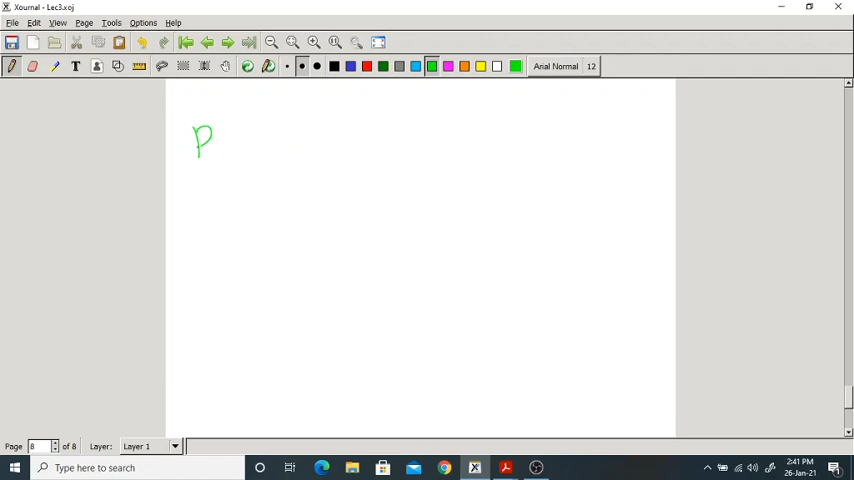 Xournal - Lec3.xoj
File Edit View Page Tools Options Help
Arial Normal 12
P
Page 8 of 8 Layer: Layer 1
Type here to search
2:41 PM
26-Jan-21